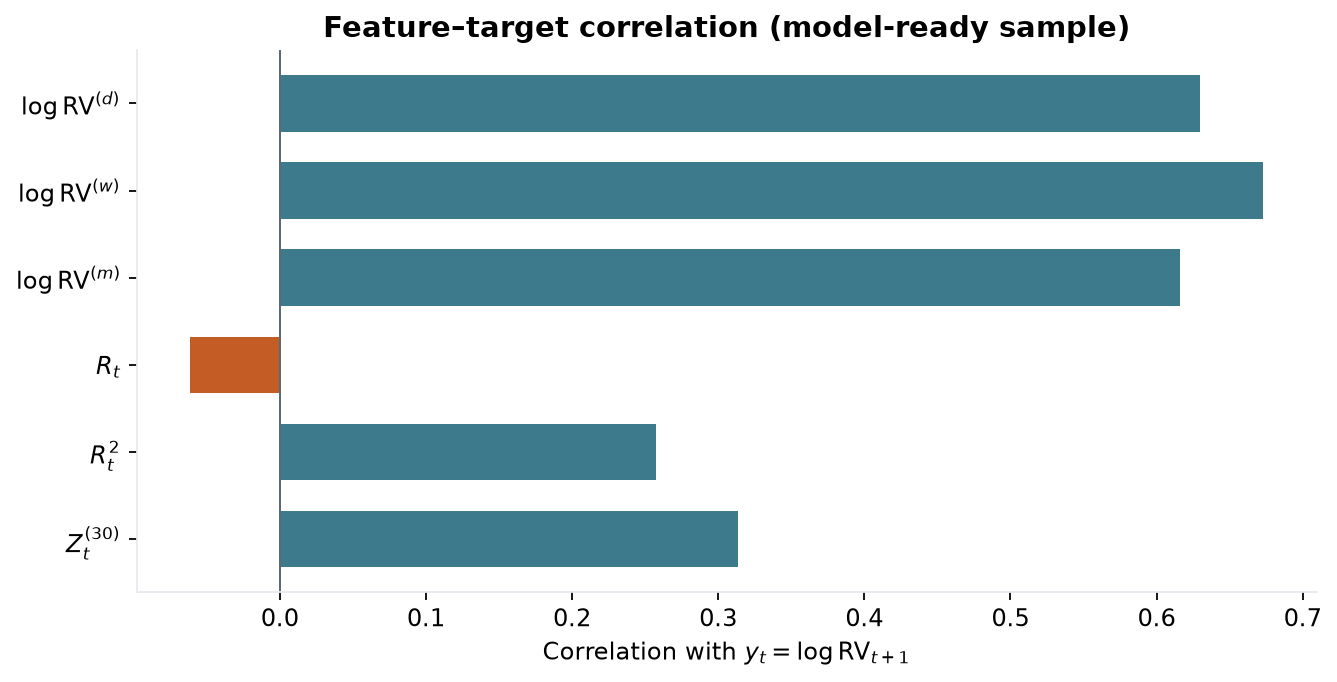 Feature–target correlation (model-ready sample)
log RV^(d)
log RV^(w)
log RV^(m)
R_t
R_t^2
Z_t^(30)
0.0 0.1 0.2 0.3 0.4 0.5 0.6 0.7
Correlation with y_t = log RV_{t+1}